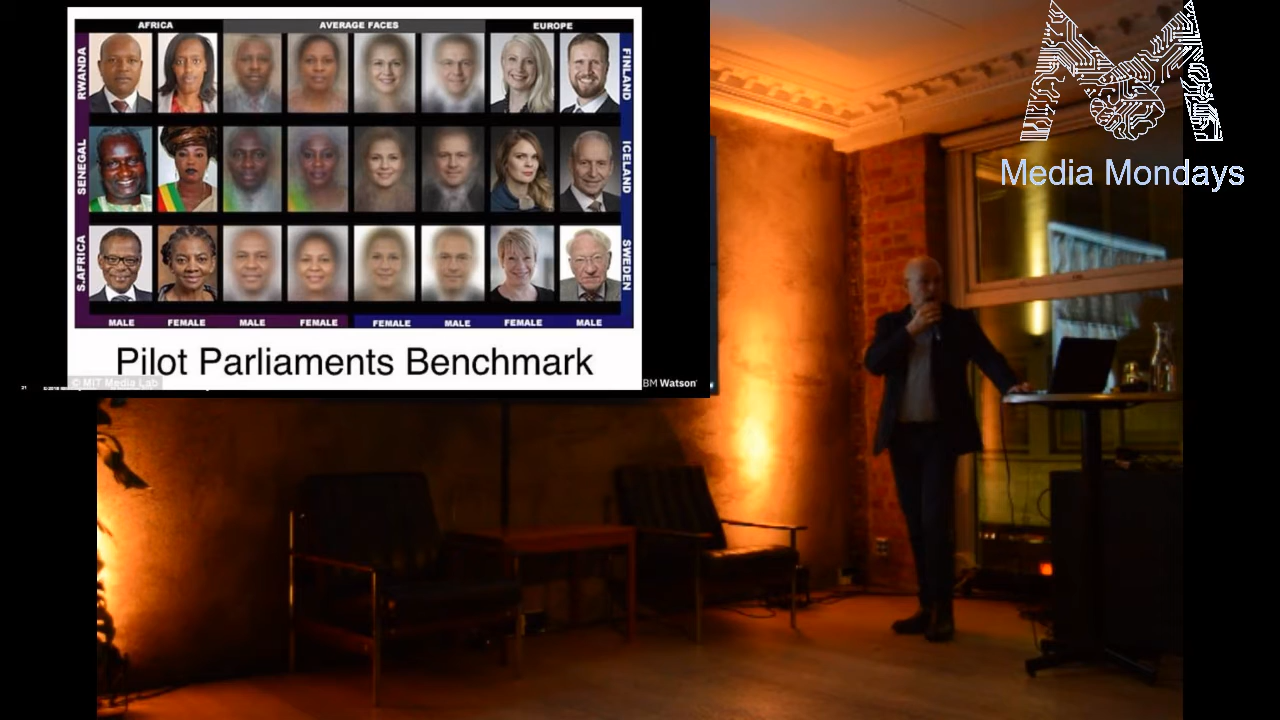 AFRICA AVERAGE FACES EUROPE
RWANDA
FINLAND
SENEGAL
ICELAND
S.AFRICA
SWEDEN
MALE FEMALE MALE FEMALE FEMALE MALE FEMALE MALE
Pilot Parliaments Benchmark
© MIT Media Lab
21
BM Watson
Media Mondays